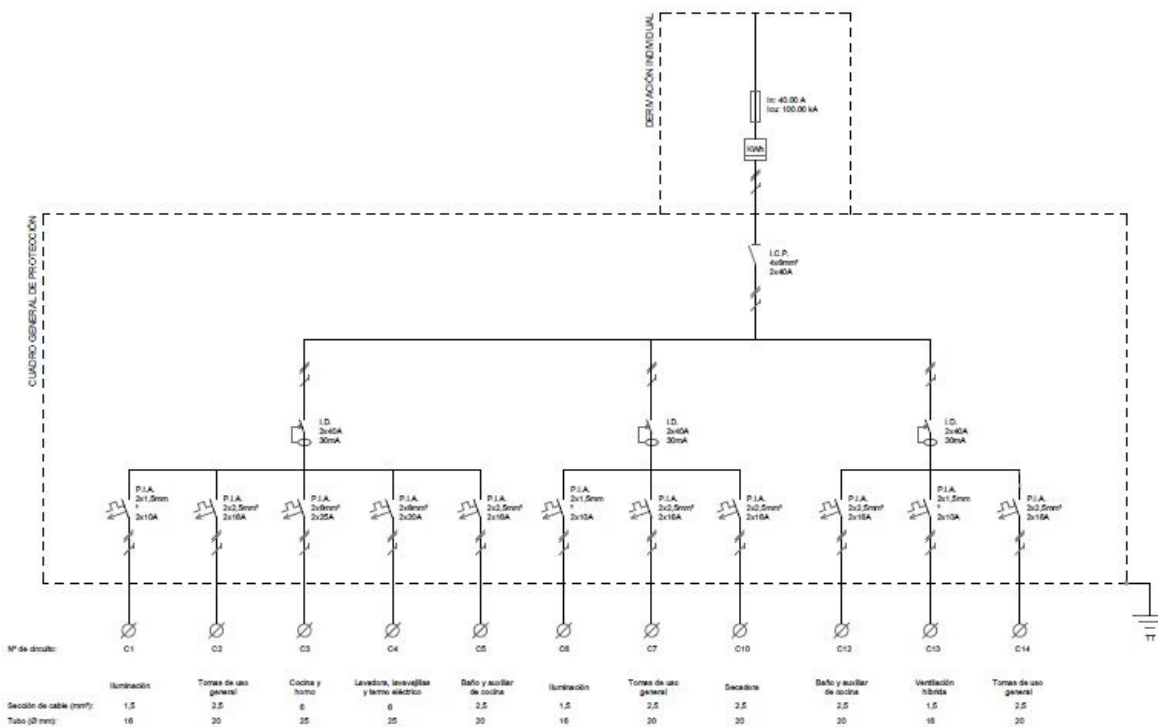 DERIVACIÓN INDIVIDUAL
In: 40.00 A
Icu: 100.00 kA
KWh
CUADRO GENERAL DE PROTECCIÓN
I.C.P.
4x6mm²
2x40A
I.D.
2x40A
30mA
I.D.
2x40A
30mA
I.D.
2x40A
30mA
P.I.A.
2x1,5mm
²
2x10A
P.I.A.
2x2,5mm²
2x16A
P.I.A.
2x6mm²
2x25A
P.I.A.
2x6mm²
2x20A
P.I.A.
2x2,5mm²
2x16A
P.I.A.
2x1,5mm
²
2x10A
P.I.A.
2x2,5mm²
2x16A
P.I.A.
2x2,5mm²
2x16A
P.I.A.
2x2,5mm²
2x16A
P.I.A.
2x1,5mm
²
2x10A
P.I.A.
2x2,5mm²
2x16A
TT
Nº de circuito: C1 C2 C3 C4 C5 C6 C7 C10 C12 C13 C14
Iluminación
Tomas de uso
general
Cocina y
horno
Lavadora, lavavajillas
y termo eléctrico
Baño y auxiliar
de cocina
Iluminación
Tomas de uso
general
Secadora
Baño y auxiliar
de cocina
Ventilación
híbrida
Tomas de uso
general
Sección de cable (mm²): 1,5 2,5 6 6 2,5 1,5 2,5 2,5 2,5 1,5 2,5
Tubo (Ø mm): 16 20 25 25 20 16 20 20 20 16 20